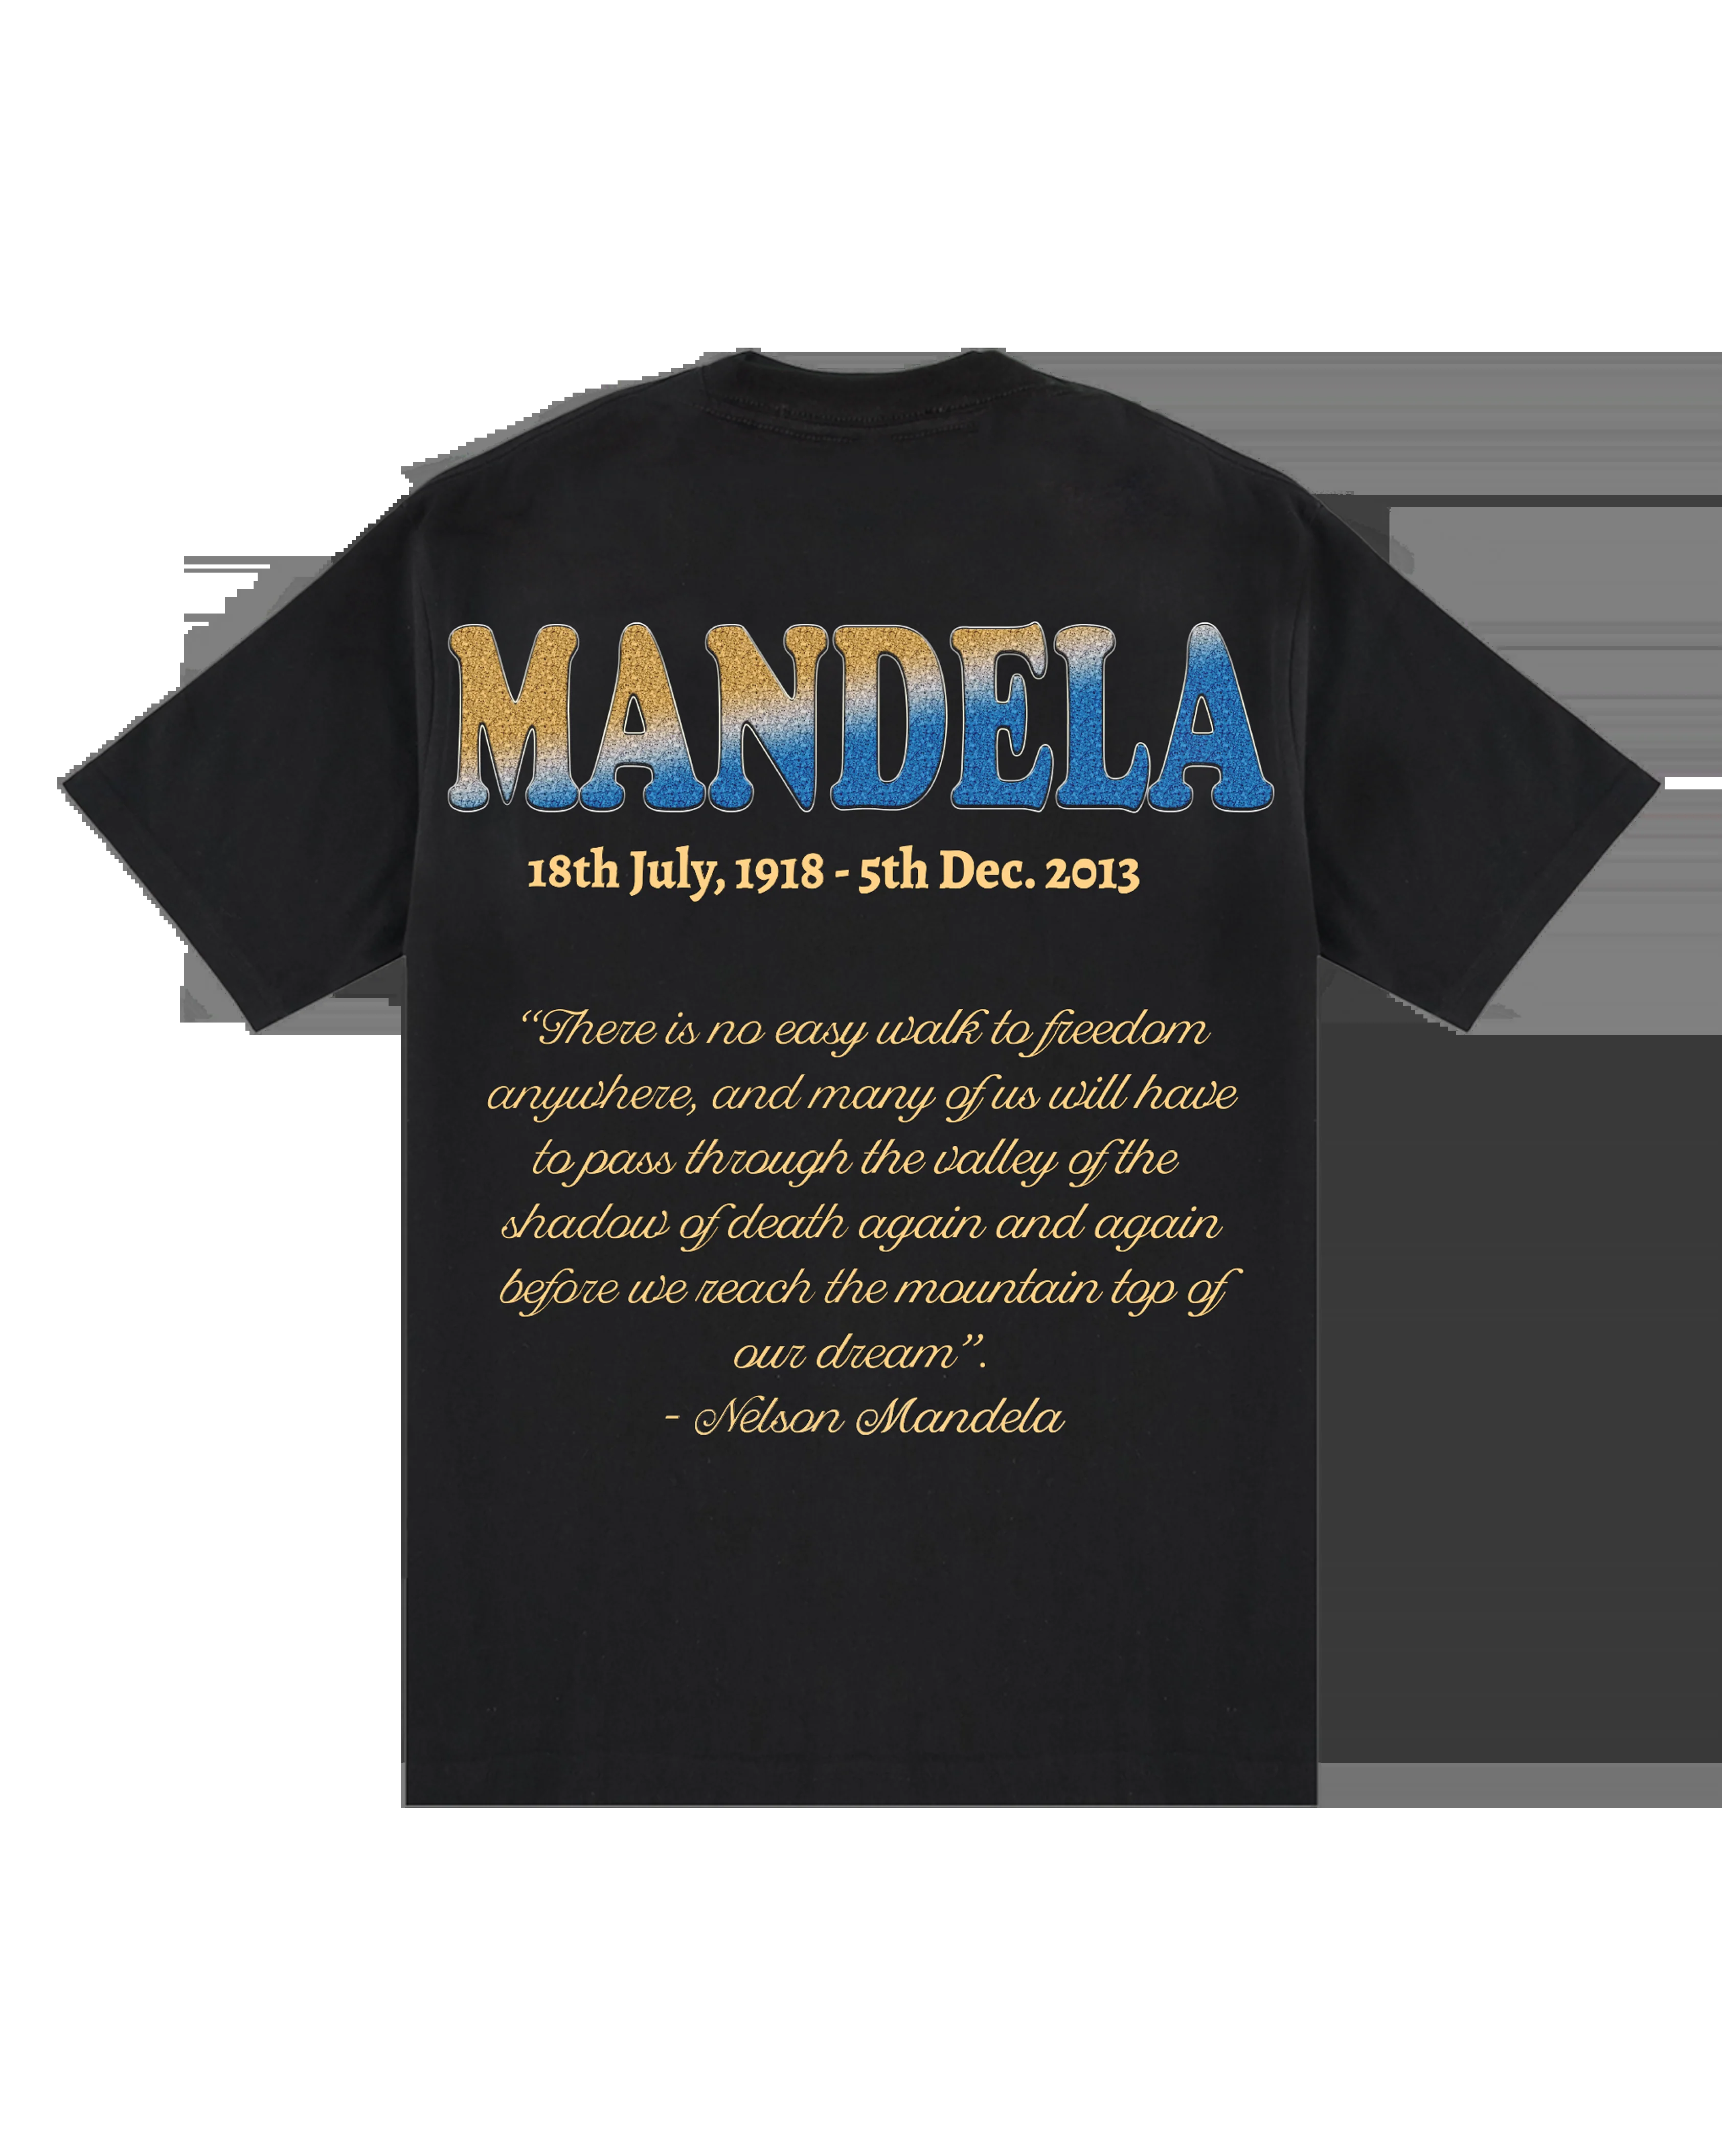 MANDELA
18th July, 1918 - 5th Dec. 2013
“There is no easy walk to freedom
anywhere, and many of us will have
to pass through the valley of the
shadow of death again and again
before we reach the mountain top of
our dream”.
- Nelson Mandela